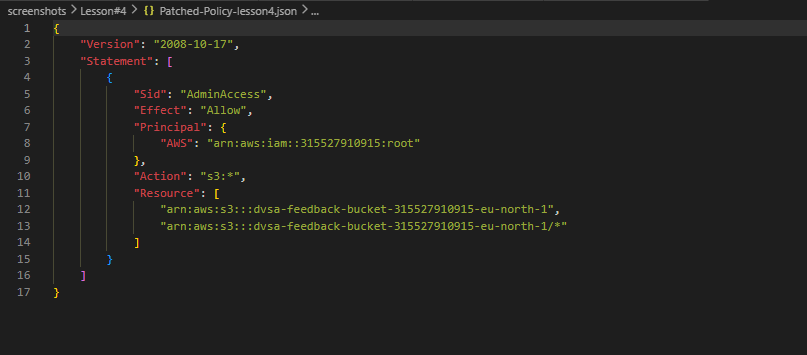 screenshots > Lesson#4 > {} Patched-Policy-lesson4.json > ...
1 {
2 "Version": "2008-10-17",
3 "Statement": [
4 {
5 "Sid": "AdminAccess",
6 "Effect": "Allow",
7 "Principal": {
8 "AWS": "arn:aws:iam::315527910915:root"
9 },
10 "Action": "s3:*",
11 "Resource": [
12 "arn:aws:s3:::dvsa-feedback-bucket-315527910915-eu-north-1",
13 "arn:aws:s3:::dvsa-feedback-bucket-315527910915-eu-north-1/*"
14 ]
15 }
16 ]
17 }